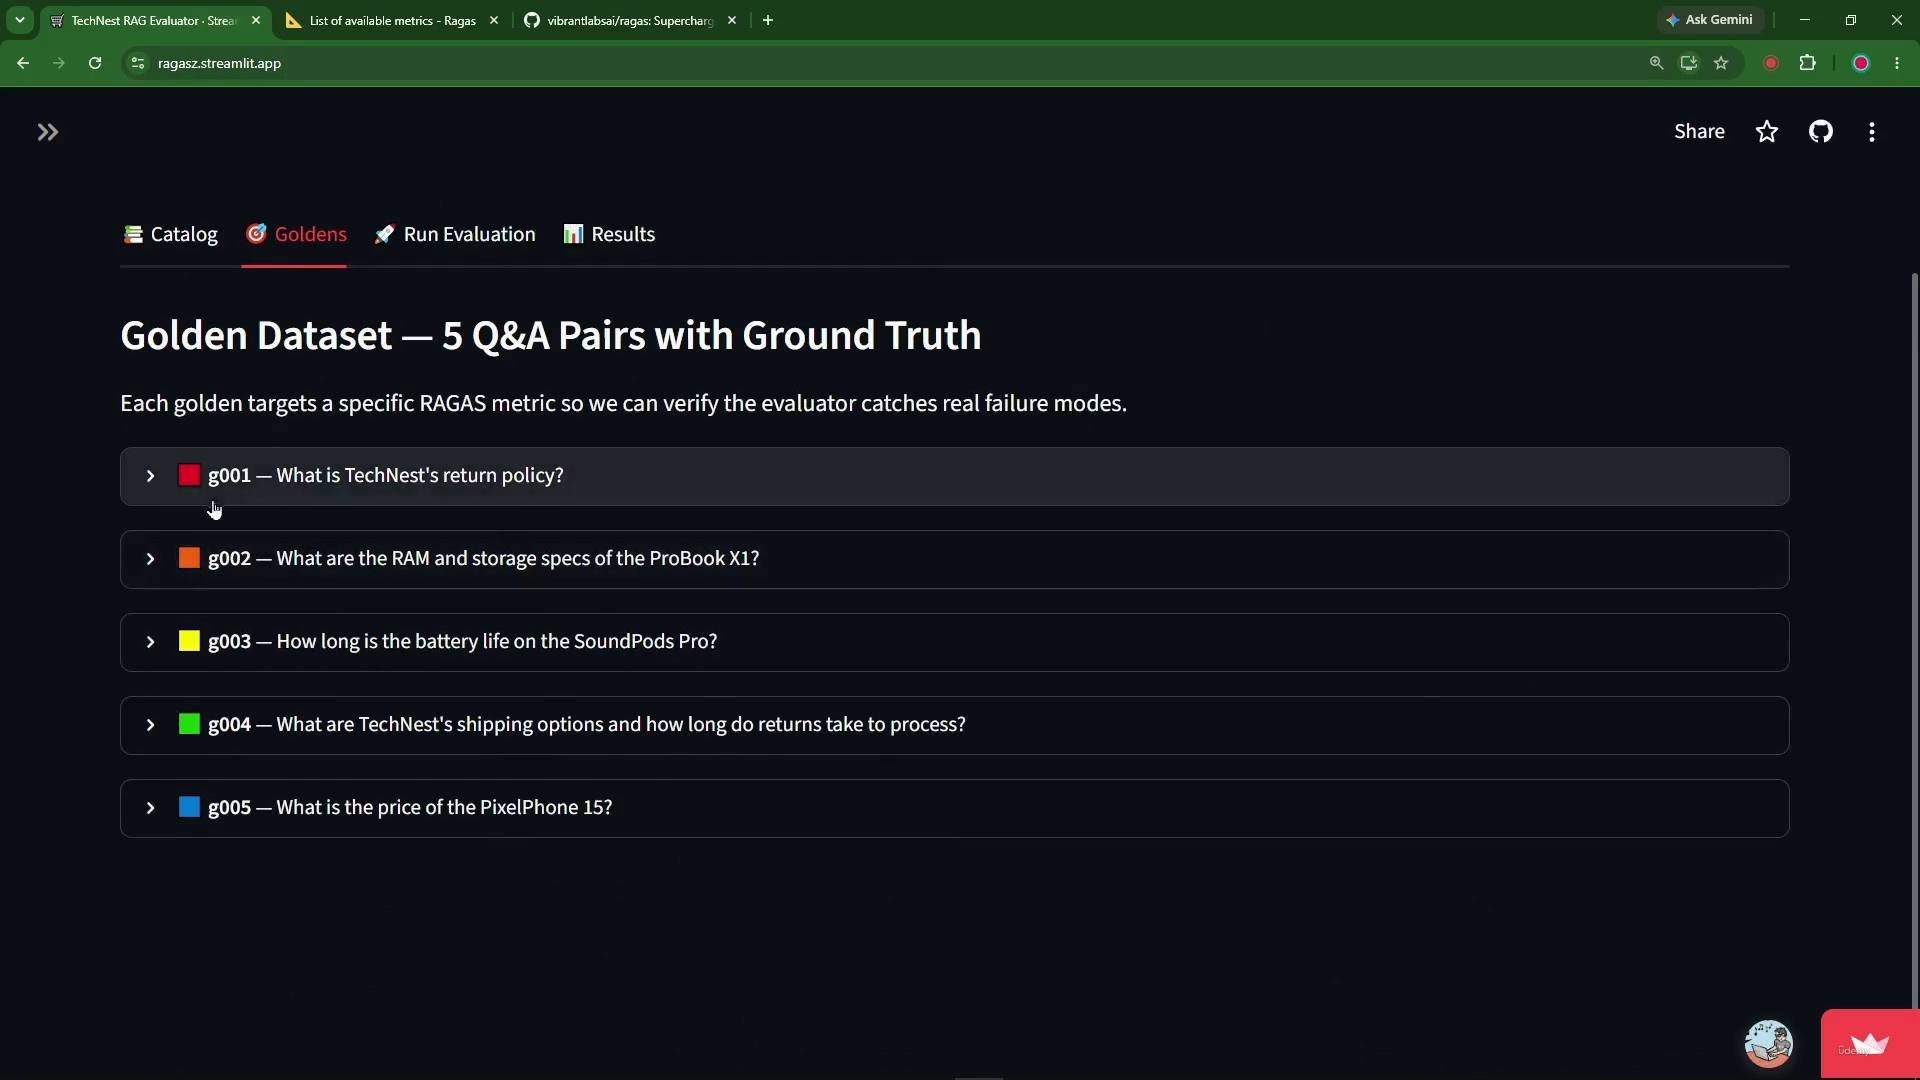 TechNest RAG Evaluator · Strea
List of available metrics - Ragas
vibrantlabsai/ragas: Supercharg
Ask Gemini
ragasz.streamlit.app
Share
Catalog
Goldens
Run Evaluation
Results
Golden Dataset — 5 Q&A Pairs with Ground Truth
Each golden targets a specific RAGAS metric so we can verify the evaluator catches real failure modes.
g001 — What is TechNest's return policy?
g002 — What are the RAM and storage specs of the ProBook X1?
g003 — How long is the battery life on the SoundPods Pro?
g004 — What are TechNest's shipping options and how long do returns take to process?
g005 — What is the price of the PixelPhone 15?
udemy